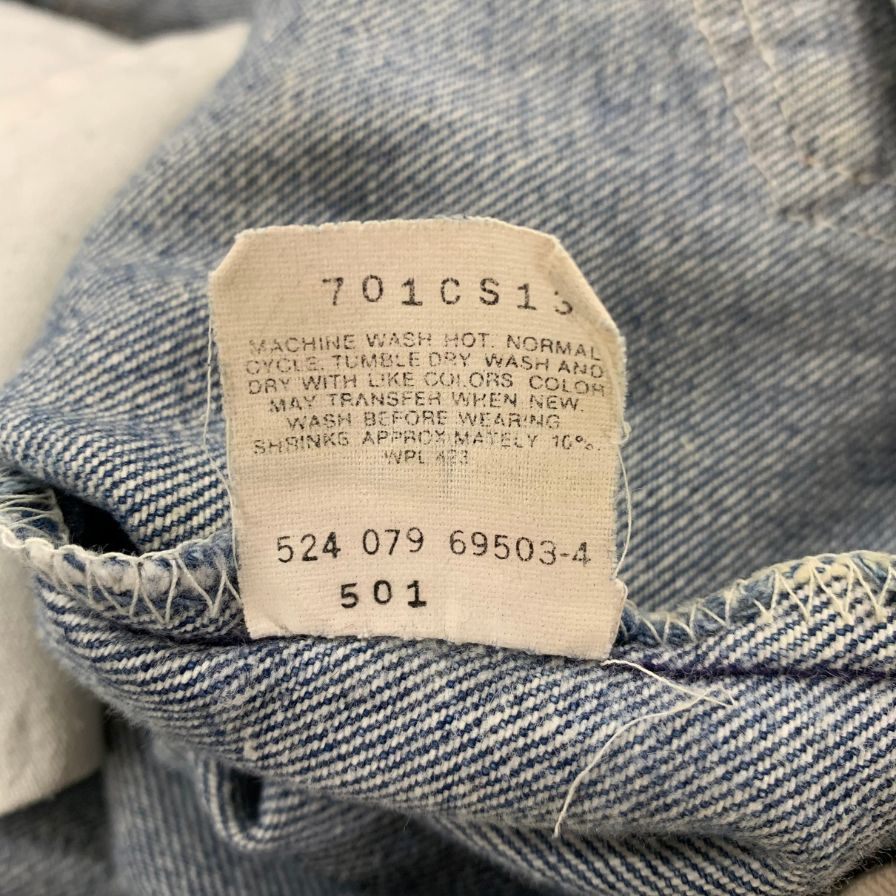 701CS13
MACHINE WASH HOT. NORMAL
CYCLE. TUMBLE DRY WASH AND
DRY WITH LIKE COLORS COLOR
MAY TRANSFER WHEN NEW.
WASH BEFORE WEARING
SHRINKS APPROXIMATELY 10%.
WPL 423
524 079 69503-4
501